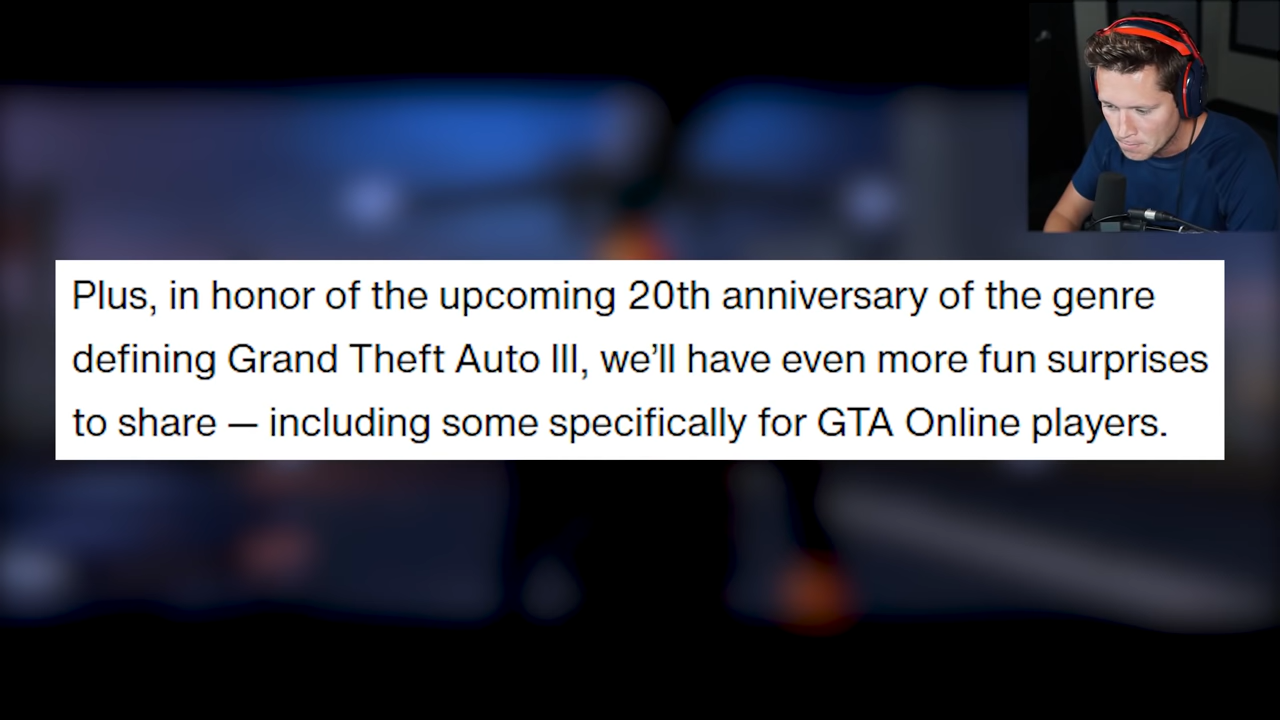 Plus, in honor of the upcoming 20th anniversary of the genre
defining Grand Theft Auto III, we’ll have even more fun surprises
to share — including some specifically for GTA Online players.